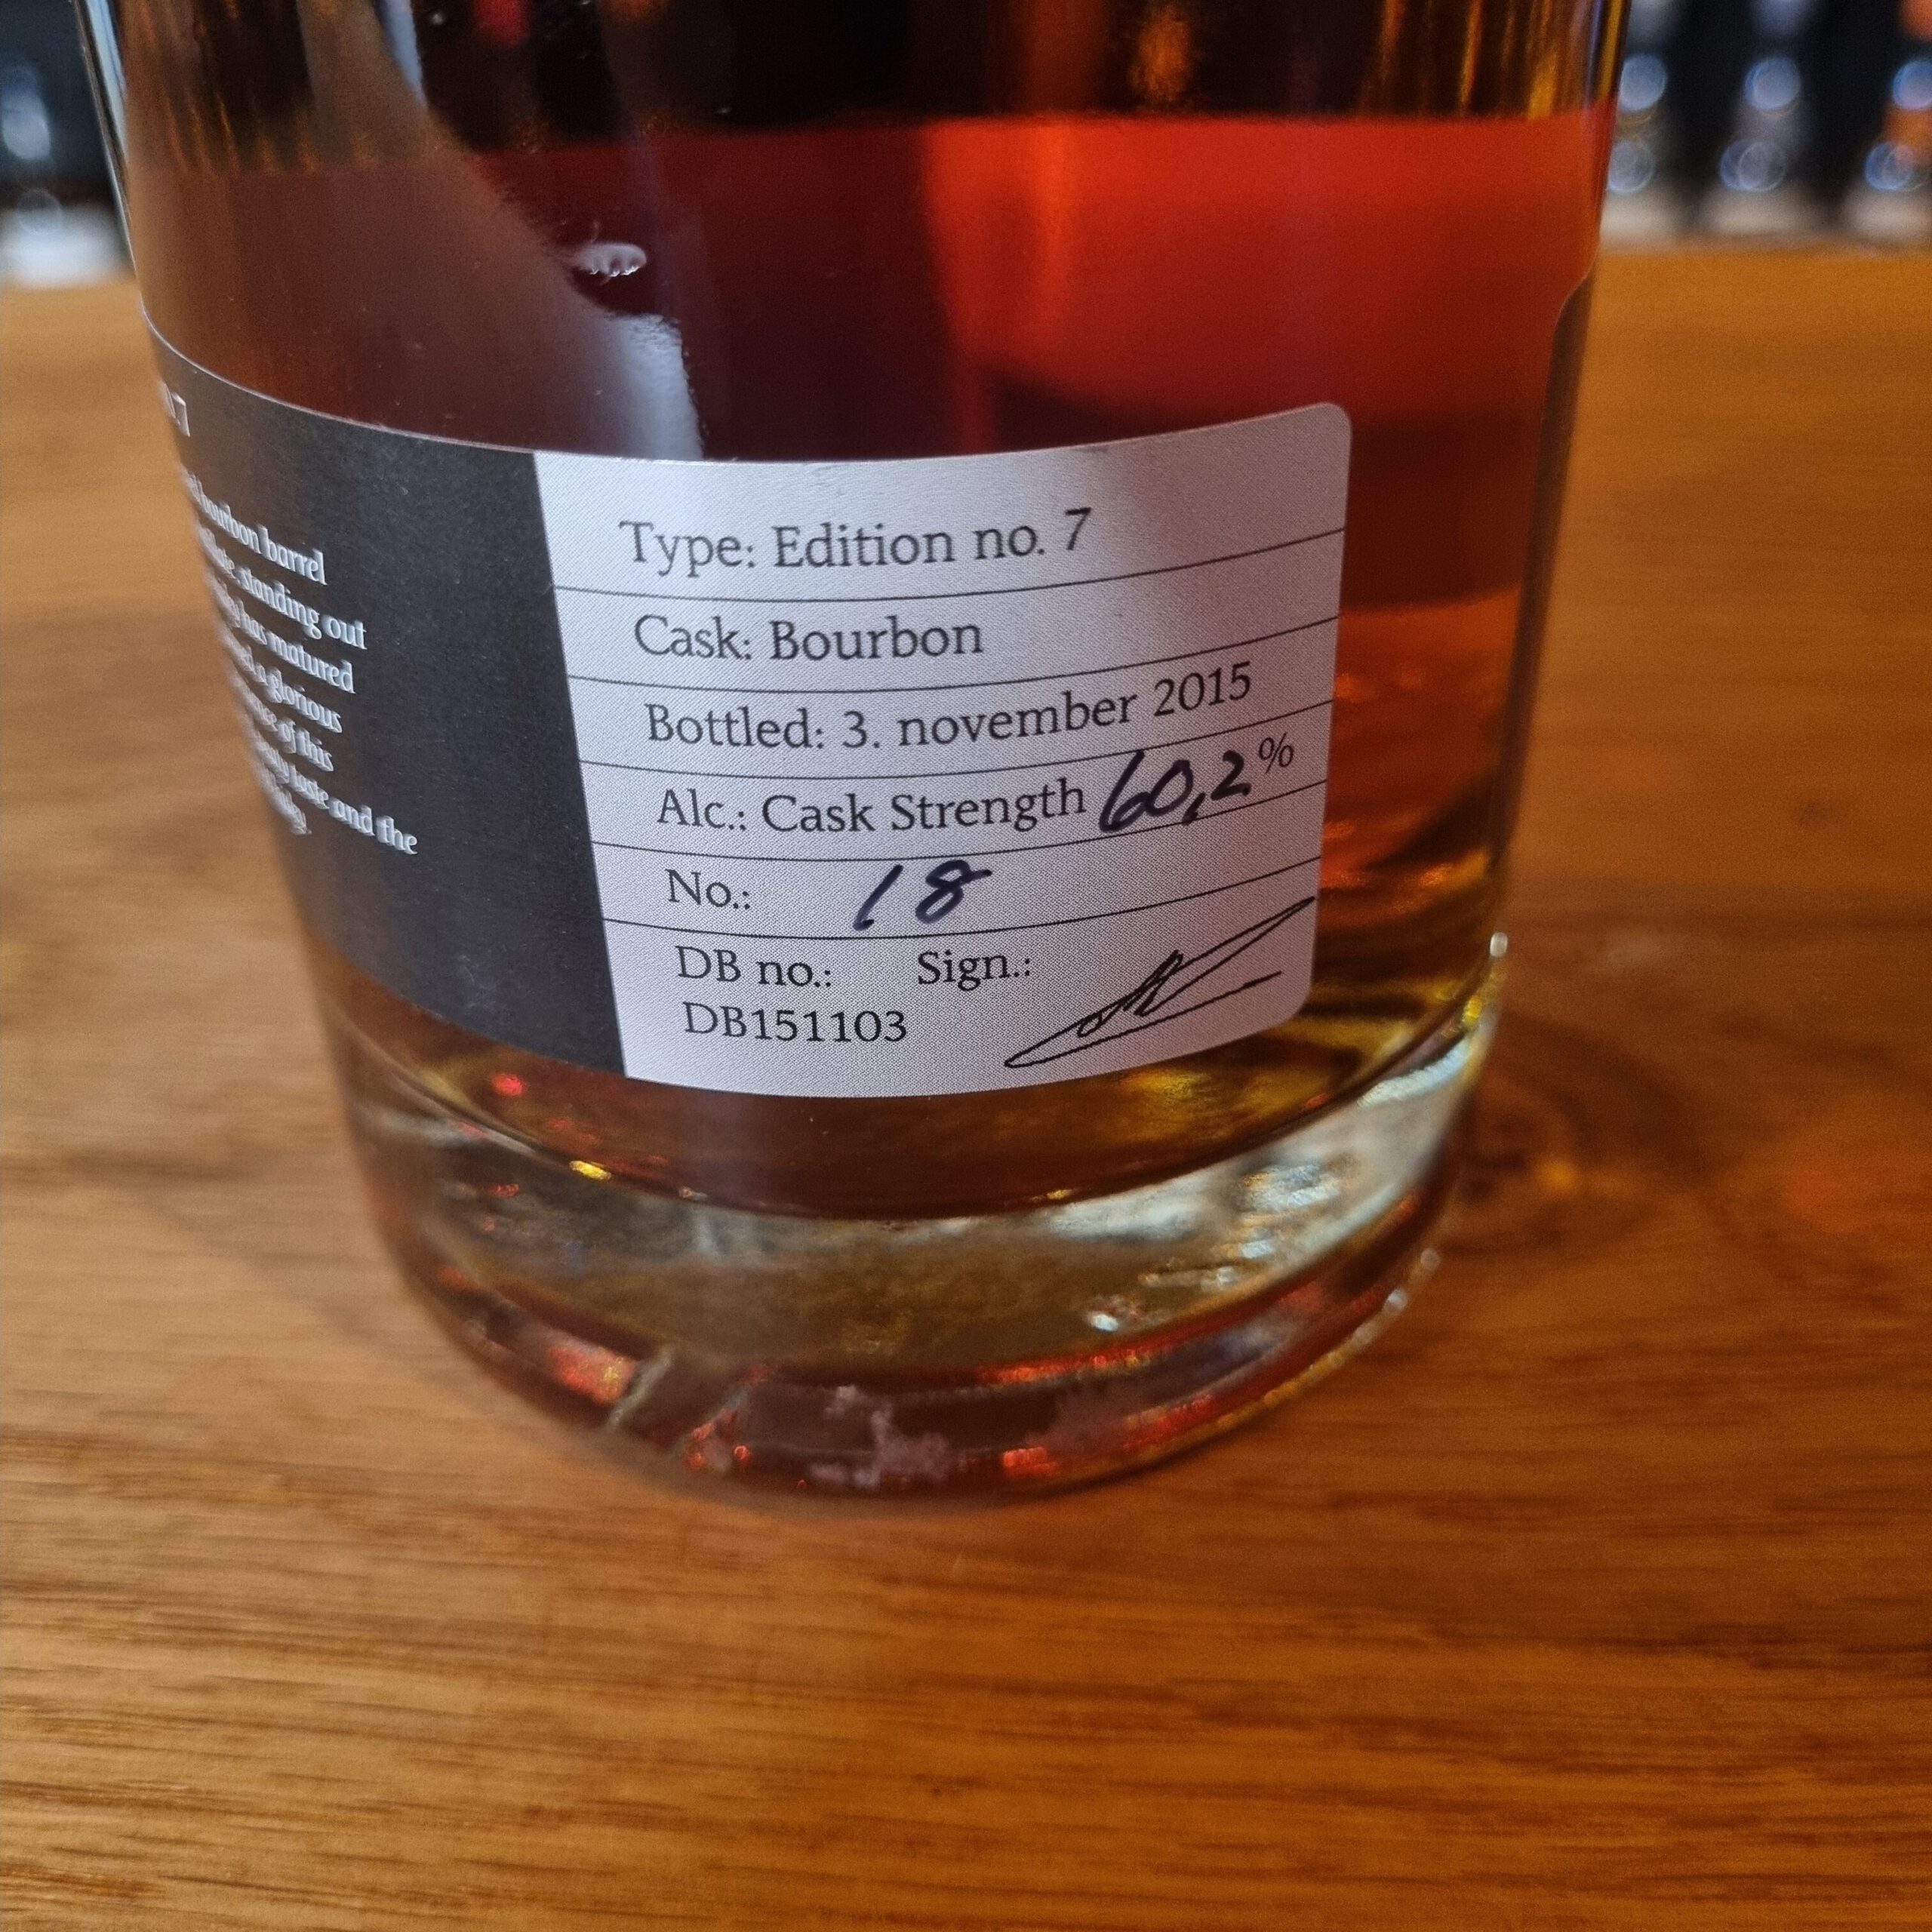 7
bourbon barrel
standing out
has matured
a glorious
of this
taste and the
Type: Edition no. 7
Cask: Bourbon
Bottled: 3. november 2015
Alc.: Cask Strength 60,2 %
No.: 18
DB no.: Sign.:
DB151103